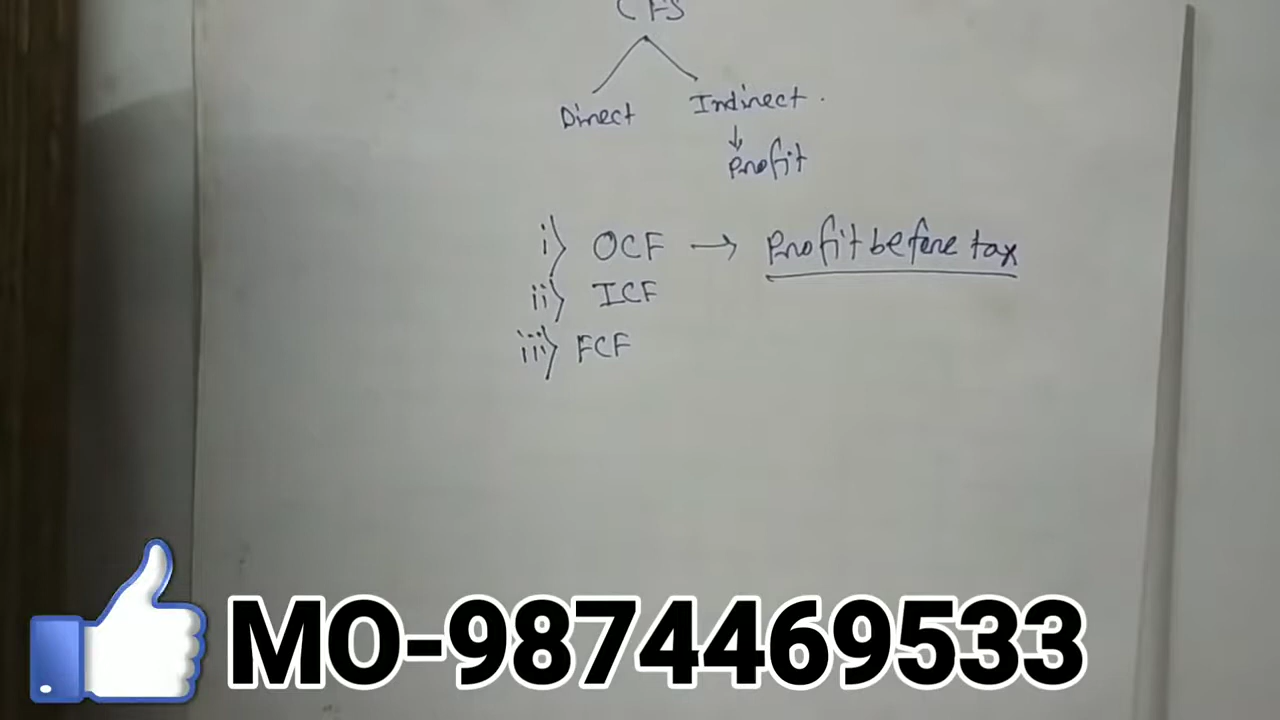 CFS
Direct Indirect.
↓
Profit
i) OCF → Profit before tax
ii) ICF
iii) FCF
MO-9874469533